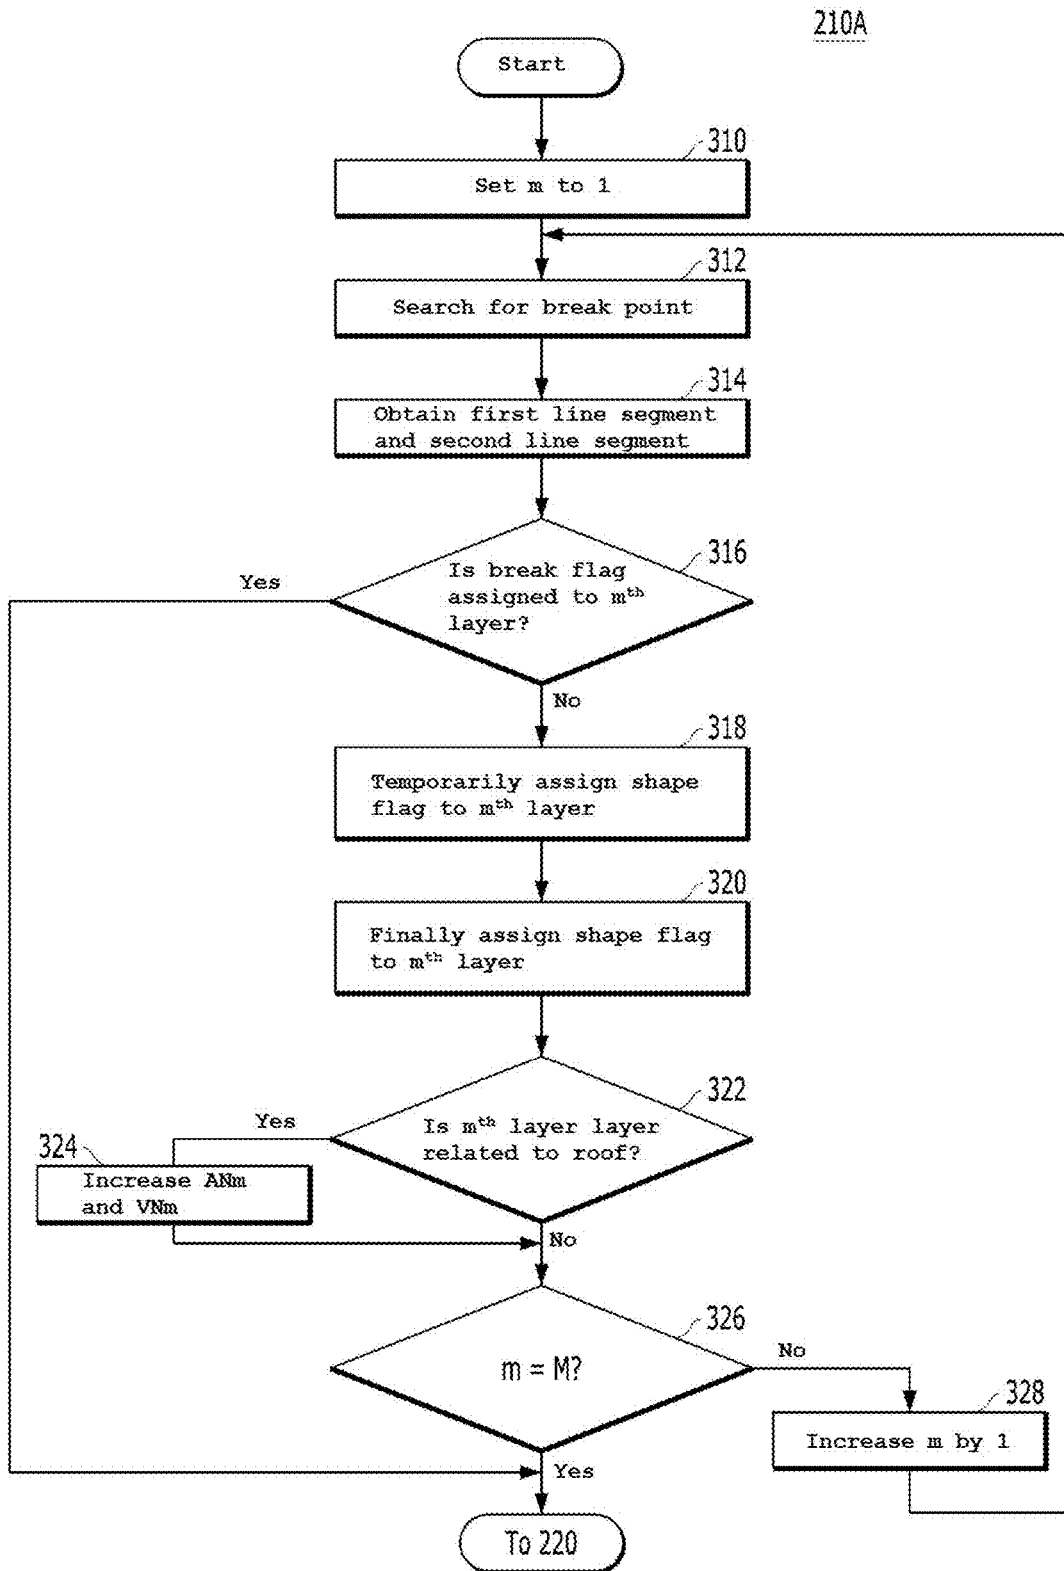 210A
Start
310
Set m to 1
312
Search for break point
314
Obtain first line segment
and second line segment
316
Yes
Is break flag
assigned to mth
layer?
No
318
Temporarily assign shape
flag to mth layer
320
Finally assign shape flag
to mth layer
322
Yes
Is mth layer layer
related to roof?
324
Increase ANm
and VNm
No
326
m = M?
No
328
Increase m by 1
Yes
To 220